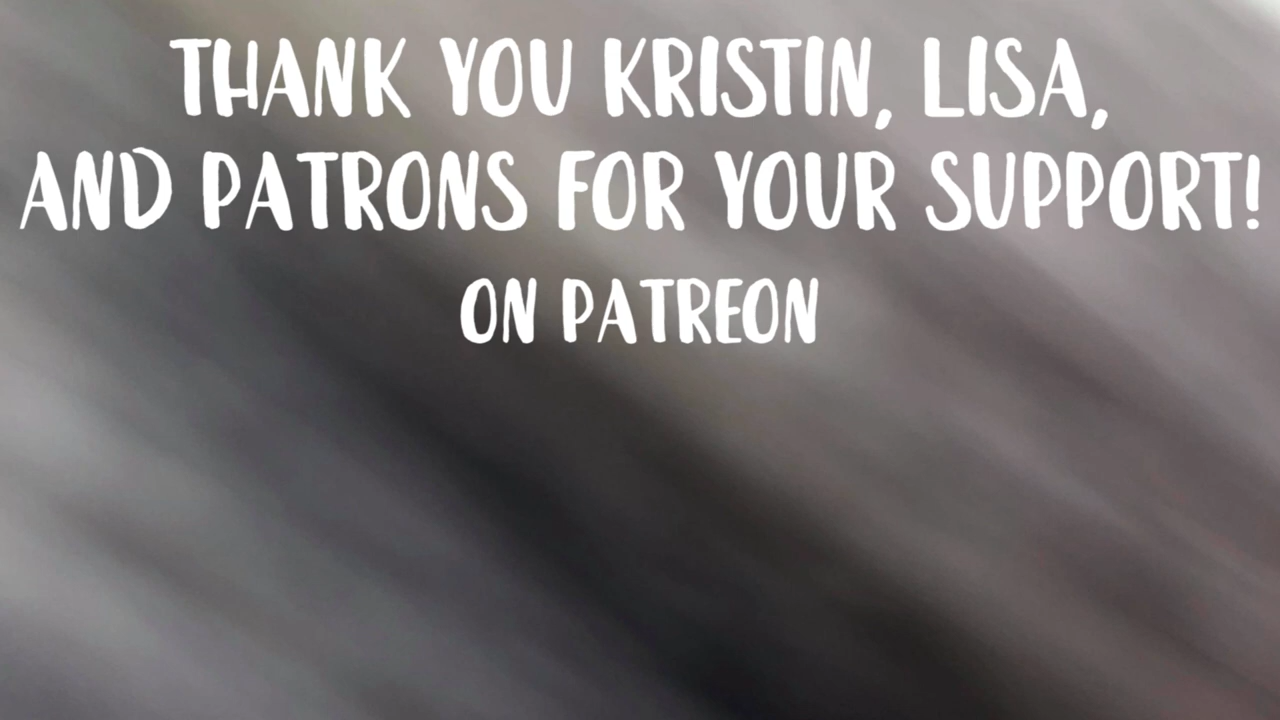 THANK YOU KRISTIN, LISA,
AND PATRONS FOR YOUR SUPPORT!
ON PATREON